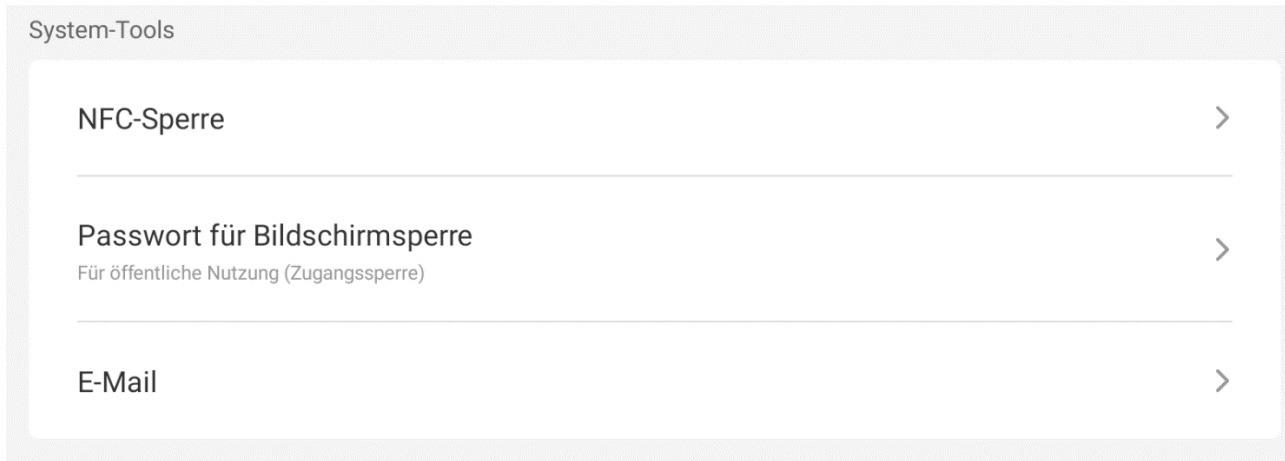 System-Tools
NFC-Sperre
Passwort für Bildschirmsperre
Für öffentliche Nutzung (Zugangssperre)
E-Mail